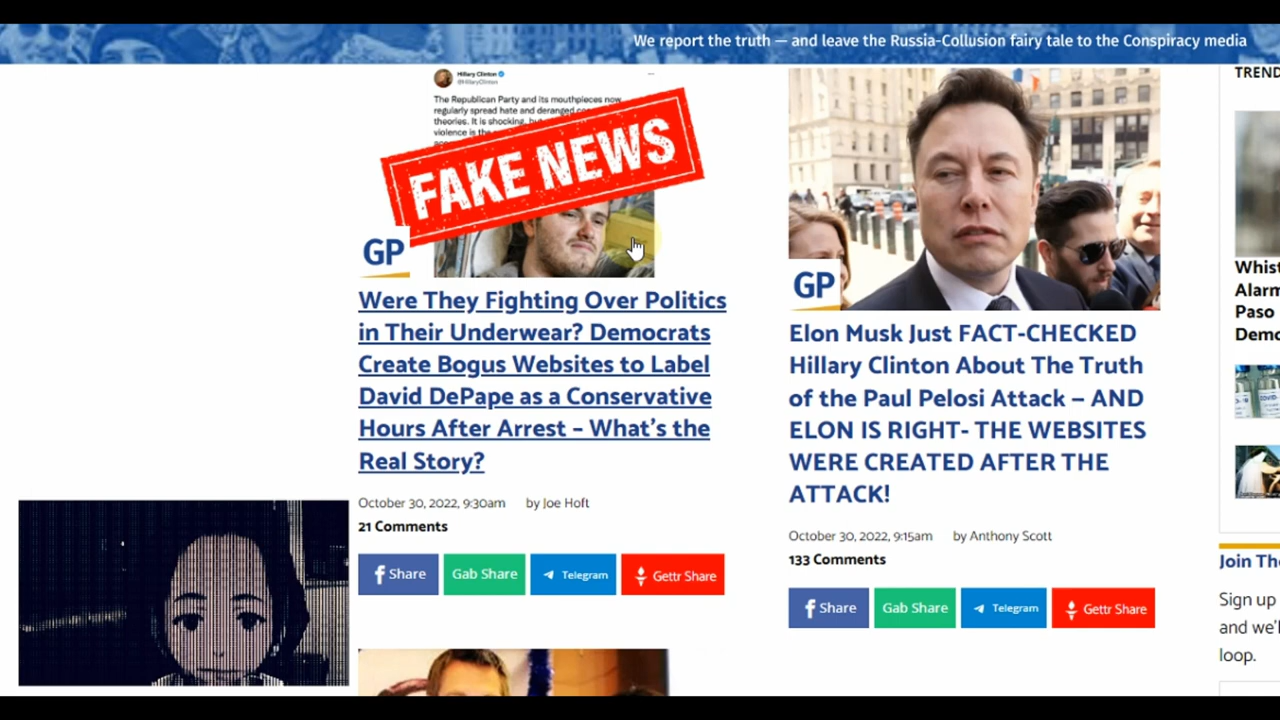 We report the truth — and leave the Russia-Collusion fairy tale to the Conspiracy media
Hillary Clinton
@HillaryClinton
The Republican Party and its mouthpieces now
regularly spread hate and deranged
theories. It is shocking,
violence is the
FAKE NEWS
GP
Were They Fighting Over Politics
in Their Underwear? Democrats
Create Bogus Websites to Label
David DePape as a Conservative
Hours After Arrest – What's the
Real Story?
October 30, 2022, 9:30am by Joe Hoft
21 Comments
Share Gab Share Telegram Gettr Share
GP
Elon Musk Just FACT-CHECKED
Hillary Clinton About The Truth
of the Paul Pelosi Attack – AND
ELON IS RIGHT- THE WEBSITES
WERE CREATED AFTER THE
ATTACK!
October 30, 2022, 9:15am by Anthony Scott
133 Comments
Share Gab Share Telegram Gettr Share
TREND
Whist
Alarm
Paso
Demo
Join The
Sign up
and we'l
loop.